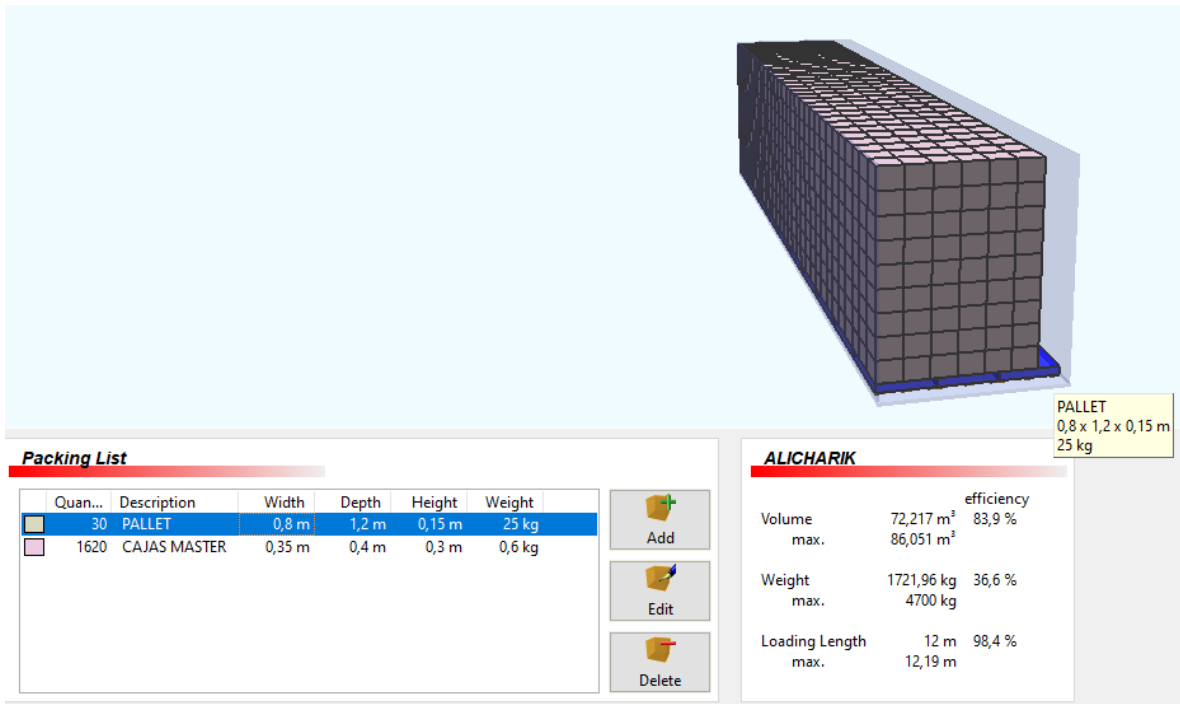 PALLET
0,8 x 1,2 x 0,15 m
25 kg
Packing List
Quan... Description Width Depth Height Weight
30 PALLET 0,8 m 1,2 m 0,15 m 25 kg
1620 CAJAS MASTER 0,35 m 0,4 m 0,3 m 0,6 kg
Add
Edit
Delete
ALICHARIK
efficiency
Volume 72,217 m³ 83,9 %
max. 86,051 m³
Weight 1721,96 kg 36,6 %
max. 4700 kg
Loading Length 12 m 98,4 %
max. 12,19 m